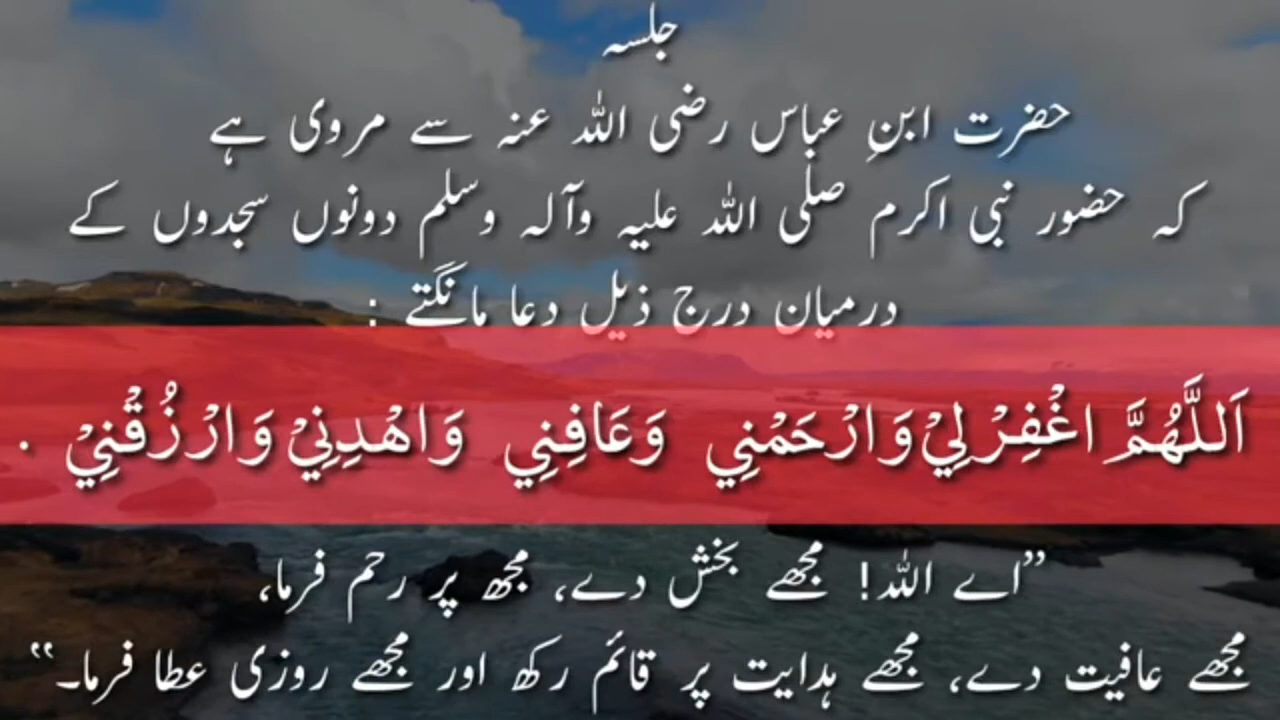 جلسہ
حضرت ابنِ عباس رضی اللہ عنہ سے مروی ہے
کہ حضور نبی اکرم صلی اللہ علیہ وآلہ وسلم دونوں سجدوں کے
درمیان درج ذیل دعا مانگتے :
اَللَّهُمَّ اغْفِرْ لِيْ وَارْحَمْنِي وَعَافِنِي وَاهْدِنِيْ وَارْزُقْنِيْ .
”اے اللہ! مجھے بخش دے، مجھ پر رحم فرما،
مجھے عافیت دے، مجھے ہدایت پر قائم رکھ اور مجھے روزی عطا فرما۔“